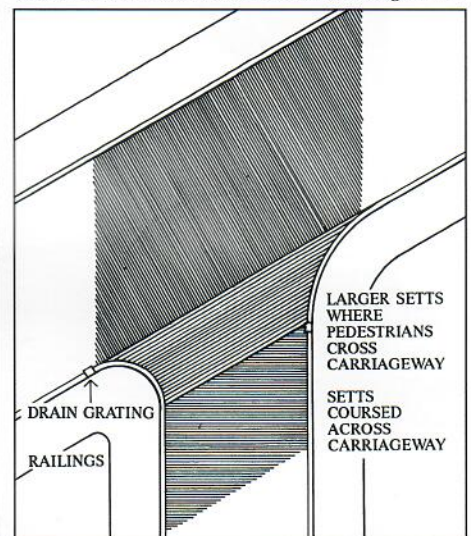 LARGER SETTS
WHERE
PEDESTRIANS
CROSS
CARRIAGEWAY
SETTS
COURSED
ACROSS
CARRIAGEWAY
DRAIN GRATING
RAILINGS